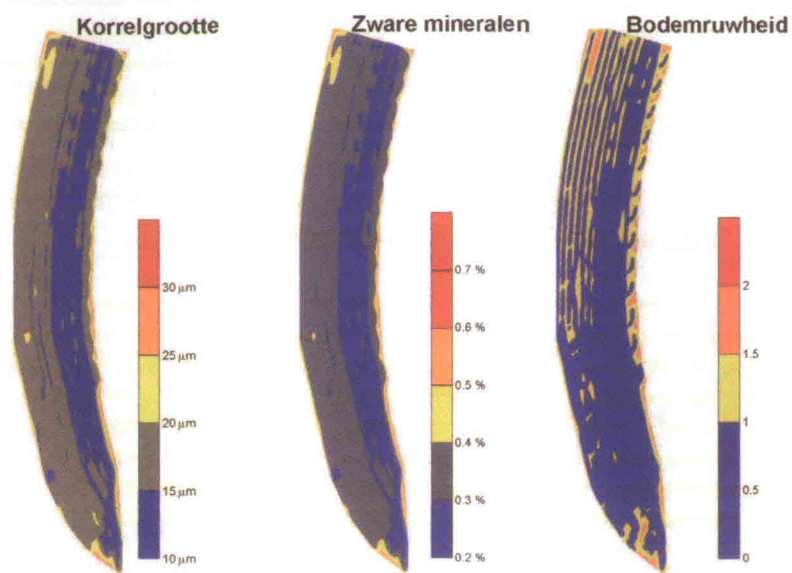 Korrelgrootte
Zware mineralen
Bodemruwheid
30 µm
25 µm
20 µm
15 µm
10 µm
0.7 %
0.6 %
0.5 %
0.4 %
0.3 %
0.2 %
2
1.5
1
0.5
0